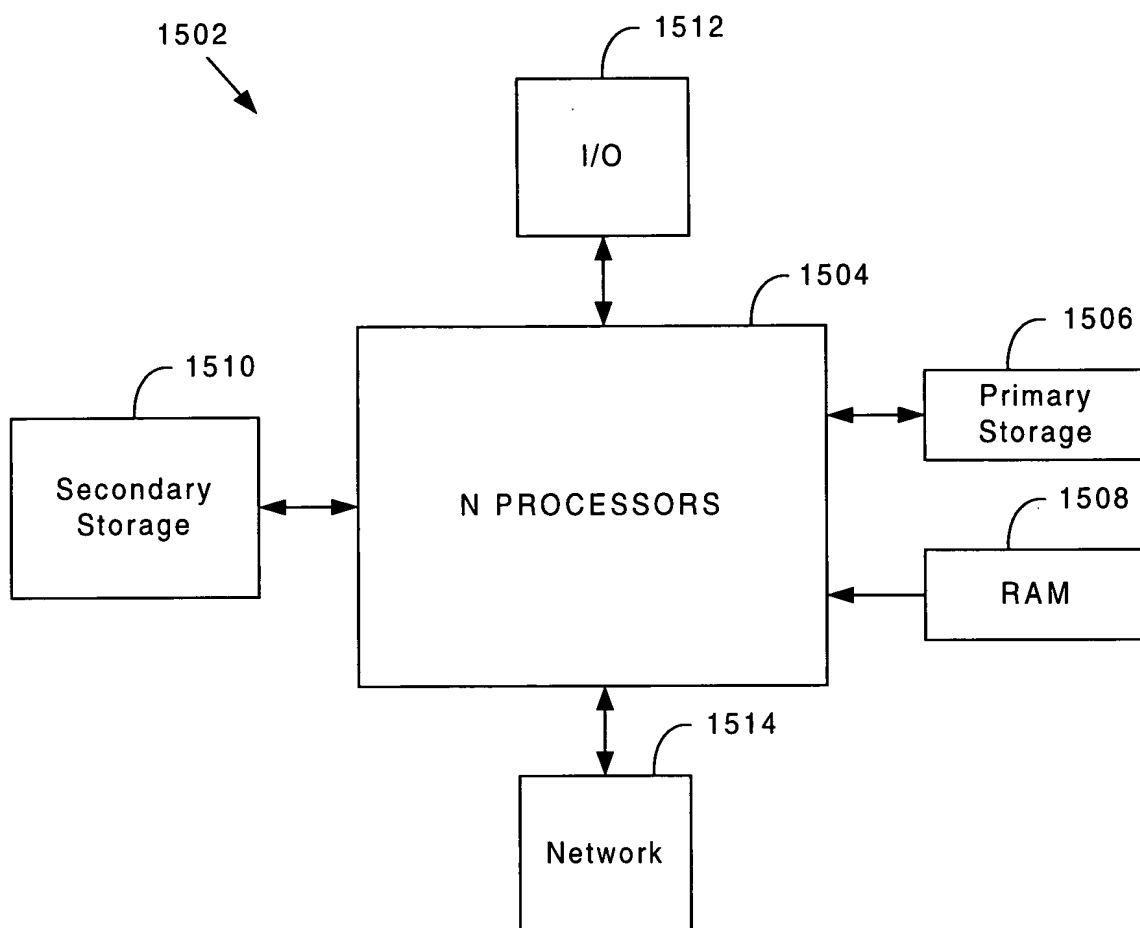 1502
1512
I/O
1504
1506
Primary
Storage
1510
Secondary
Storage
N PROCESSORS
1508
RAM
1514
Network